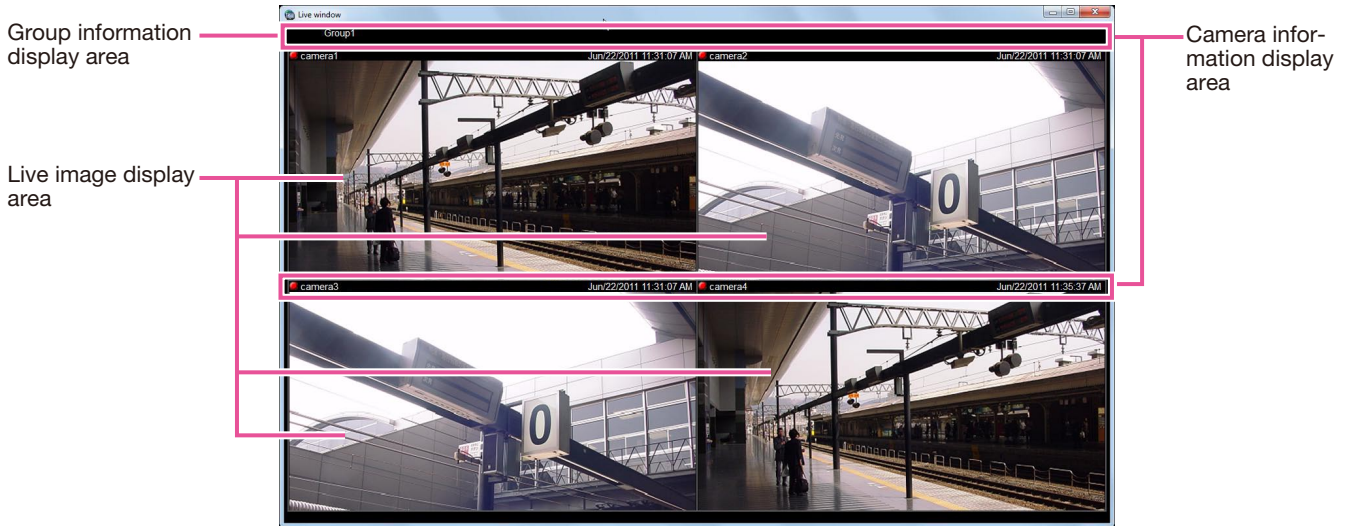 Live window
Group information
display area
Group1
Camera infor-
mation display
area
camera1 Jun/22/2011 11:31:07 AM
camera2 Jun/22/2011 11:31:07 AM
Live image display
area
0
camera3 Jun/22/2011 11:31:07 AM
camera4 Jun/22/2011 11:35:37 AM
0